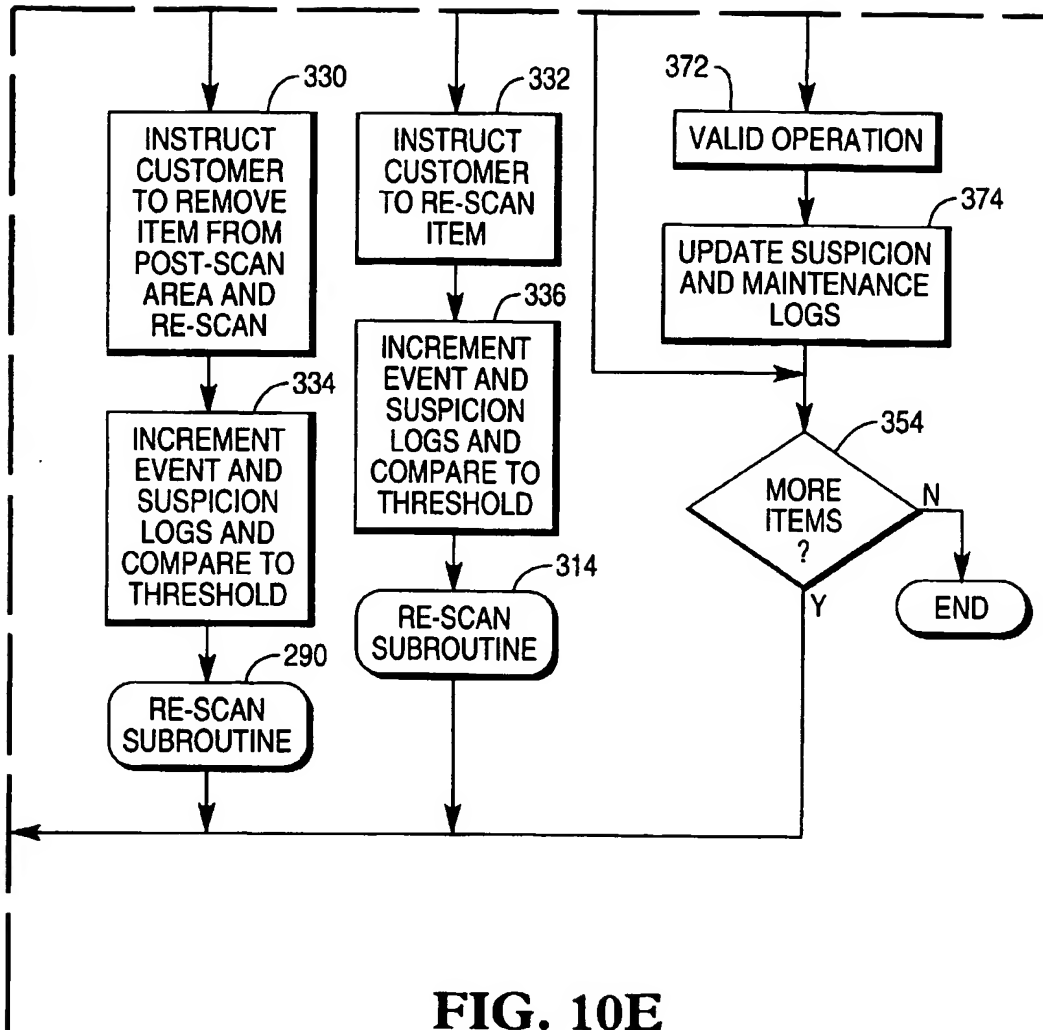 330
INSTRUCT
CUSTOMER
TO REMOVE
ITEM FROM
POST-SCAN
AREA AND
RE-SCAN
334
INCREMENT
EVENT AND
SUSPICION
LOGS AND
COMPARE TO
THRESHOLD
290
RE-SCAN
SUBROUTINE
332
INSTRUCT
CUSTOMER
TO RE-SCAN
ITEM
336
INCREMENT
EVENT AND
SUSPICION
LOGS AND
COMPARE TO
THRESHOLD
314
RE-SCAN
SUBROUTINE
372
VALID OPERATION
374
UPDATE SUSPICION
AND MAINTENANCE
LOGS
354
MORE
ITEMS
?
N
Y
END
FIG. 10E